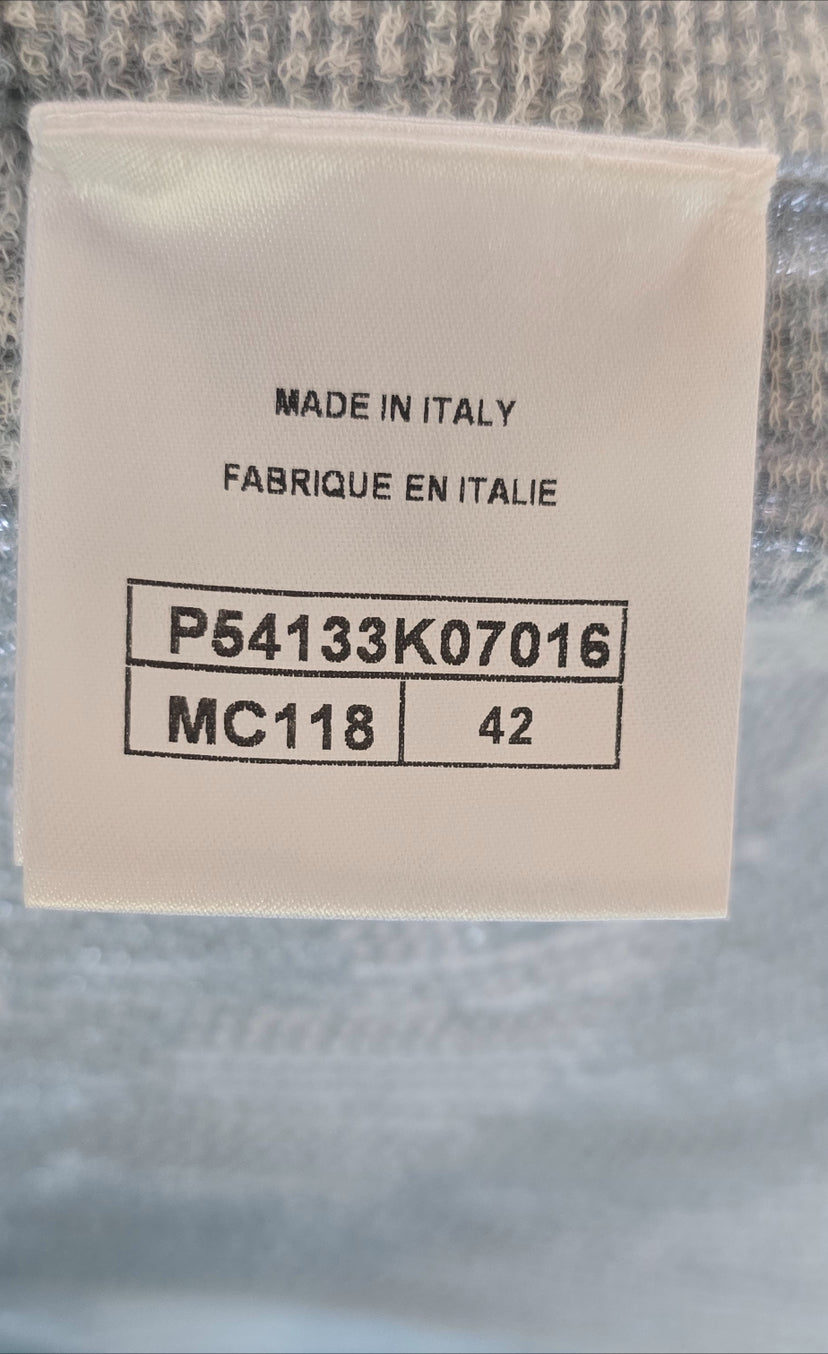 MADE IN ITALY
FABRIQUE EN ITALIE
P54133K07016
MC118 42